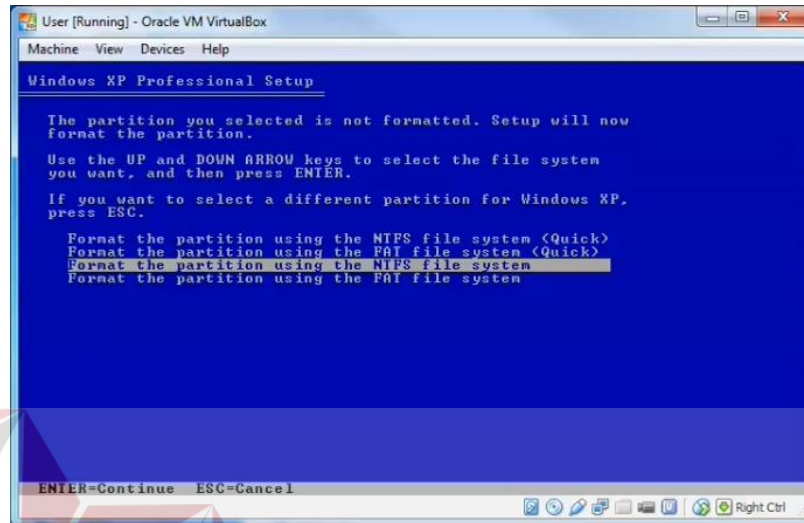 User [Running] - Oracle VM VirtualBox
Machine View Devices Help
Windows XP Professional Setup
The partition you selected is not formatted. Setup will now
format the partition.
Use the UP and DOWN ARROW keys to select the file system
you want, and then press ENTER.
If you want to select a different partition for Windows XP,
press ESC.
Format the partition using the NTFS file system (Quick)
Format the partition using the FAT file system (Quick)
Format the partition using the NTFS file system
Format the partition using the FAT file system
ENTER=Continue ESC=Cancel
Right Ctrl